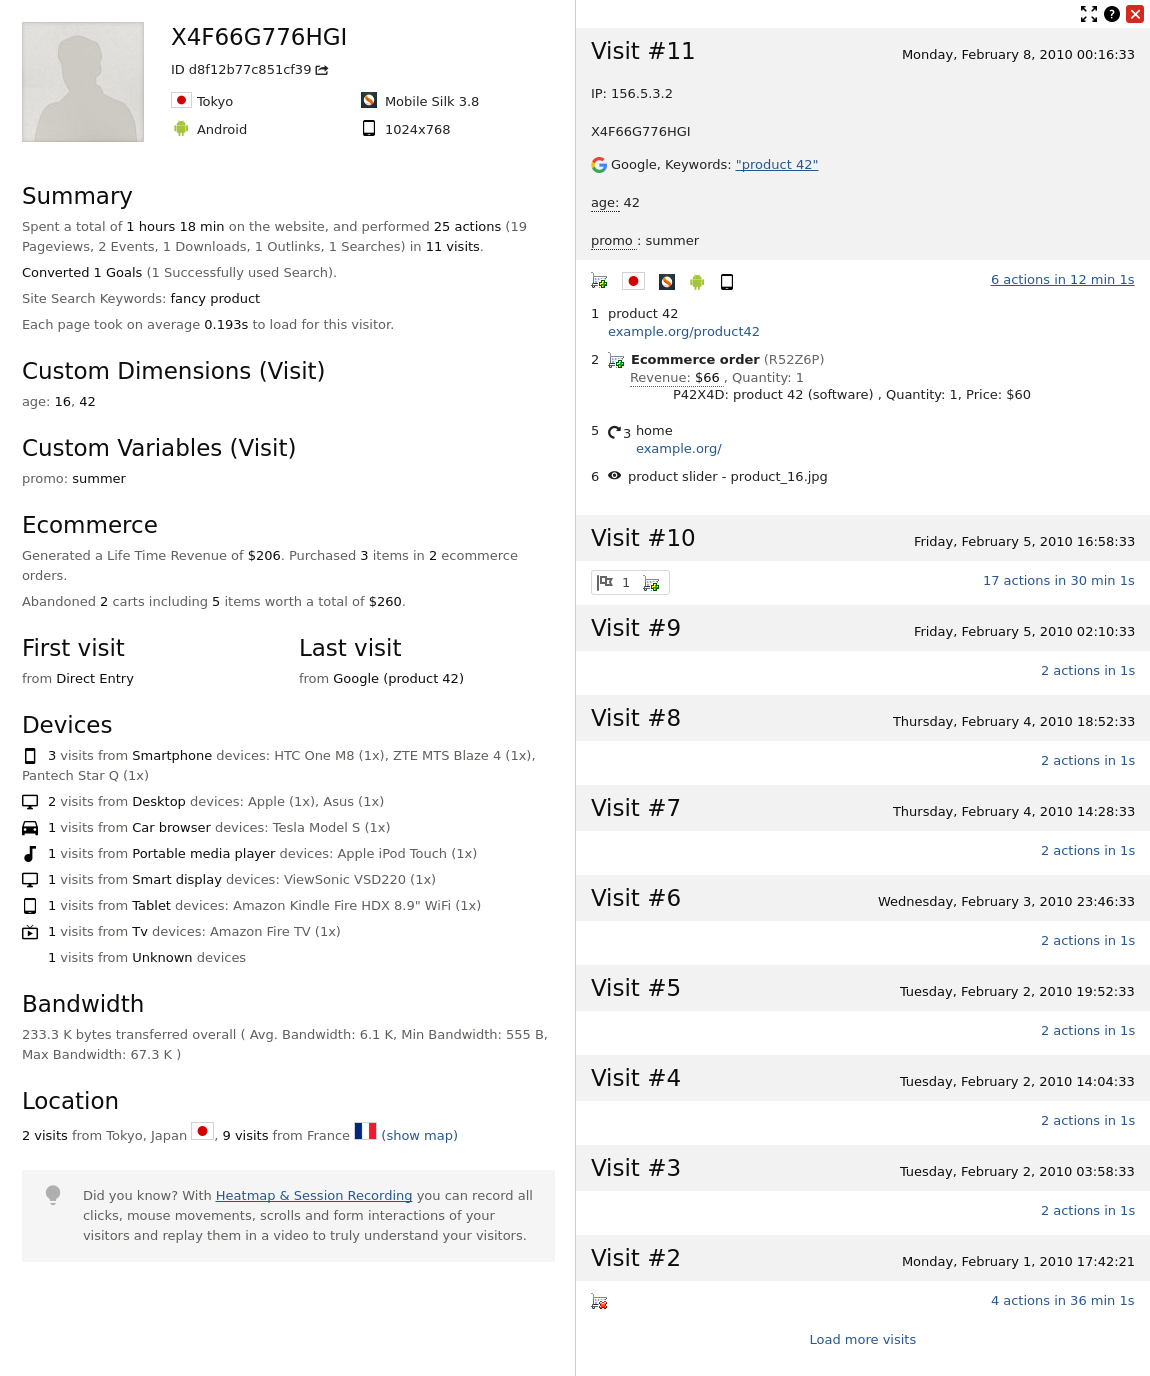 X4F66G776HGI
ID d8f12b77c851cf39
Tokyo
Mobile Silk 3.8
Android
1024x768
Summary
Spent a total of 1 hours 18 min on the website, and performed 25 actions (19
Pageviews, 2 Events, 1 Downloads, 1 Outlinks, 1 Searches) in 11 visits.
Converted 1 Goals (1 Successfully used Search).
Site Search Keywords: fancy product
Each page took on average 0.193s to load for this visitor.
Custom Dimensions (Visit)
age: 16, 42
Custom Variables (Visit)
promo: summer
Ecommerce
Generated a Life Time Revenue of $206. Purchased 3 items in 2 ecommerce
orders.
Abandoned 2 carts including 5 items worth a total of $260.
First visit
from Direct Entry
Last visit
from Google (product 42)
Devices
3 visits from Smartphone devices: HTC One M8 (1x), ZTE MTS Blaze 4 (1x),
Pantech Star Q (1x)
2 visits from Desktop devices: Apple (1x), Asus (1x)
1 visits from Car browser devices: Tesla Model S (1x)
1 visits from Portable media player devices: Apple iPod Touch (1x)
1 visits from Smart display devices: ViewSonic VSD220 (1x)
1 visits from Tablet devices: Amazon Kindle Fire HDX 8.9" WiFi (1x)
1 visits from Tv devices: Amazon Fire TV (1x)
1 visits from Unknown devices
Bandwidth
233.3 K bytes transferred overall ( Avg. Bandwidth: 6.1 K, Min Bandwidth: 555 B,
Max Bandwidth: 67.3 K )
Location
2 visits from Tokyo, Japan , 9 visits from France (show map)
Did you know? With Heatmap & Session Recording you can record all
clicks, mouse movements, scrolls and form interactions of your
visitors and replay them in a video to truly understand your visitors.
Visit #11
Monday, February 8, 2010 00:16:33
IP: 156.5.3.2
X4F66G776HGI
Google, Keywords: "product 42"
age: 42
promo : summer
6 actions in 12 min 1s
1 product 42
example.org/product42
2 Ecommerce order (R52Z6P)
Revenue: $66 , Quantity: 1
P42X4D: product 42 (software) , Quantity: 1, Price: $60
5 3 home
example.org/
6 product slider - product_16.jpg
Visit #10
Friday, February 5, 2010 16:58:33
1
17 actions in 30 min 1s
Visit #9
Friday, February 5, 2010 02:10:33
2 actions in 1s
Visit #8
Thursday, February 4, 2010 18:52:33
2 actions in 1s
Visit #7
Thursday, February 4, 2010 14:28:33
2 actions in 1s
Visit #6
Wednesday, February 3, 2010 23:46:33
2 actions in 1s
Visit #5
Tuesday, February 2, 2010 19:52:33
2 actions in 1s
Visit #4
Tuesday, February 2, 2010 14:04:33
2 actions in 1s
Visit #3
Tuesday, February 2, 2010 03:58:33
2 actions in 1s
Visit #2
Monday, February 1, 2010 17:42:21
4 actions in 36 min 1s
Load more visits